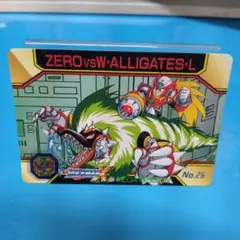 ZERO VS W·ALLIGATES·L
No.26